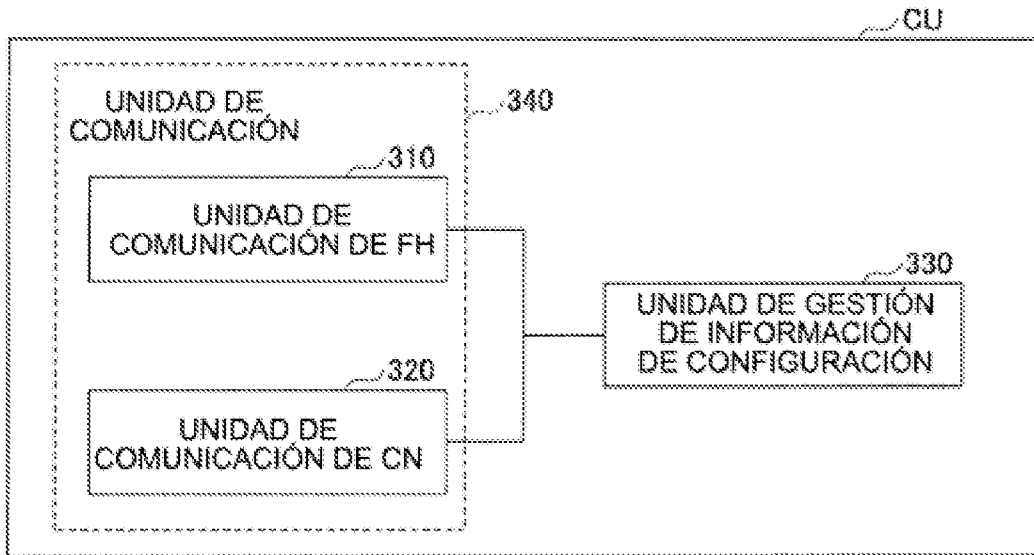 CU
UNIDAD DE
COMUNICACIÓN
340
310
UNIDAD DE
COMUNICACIÓN DE FH
330
UNIDAD DE GESTIÓN
DE INFORMACIÓN
DE CONFIGURACIÓN
320
UNIDAD DE
COMUNICACIÓN DE CN